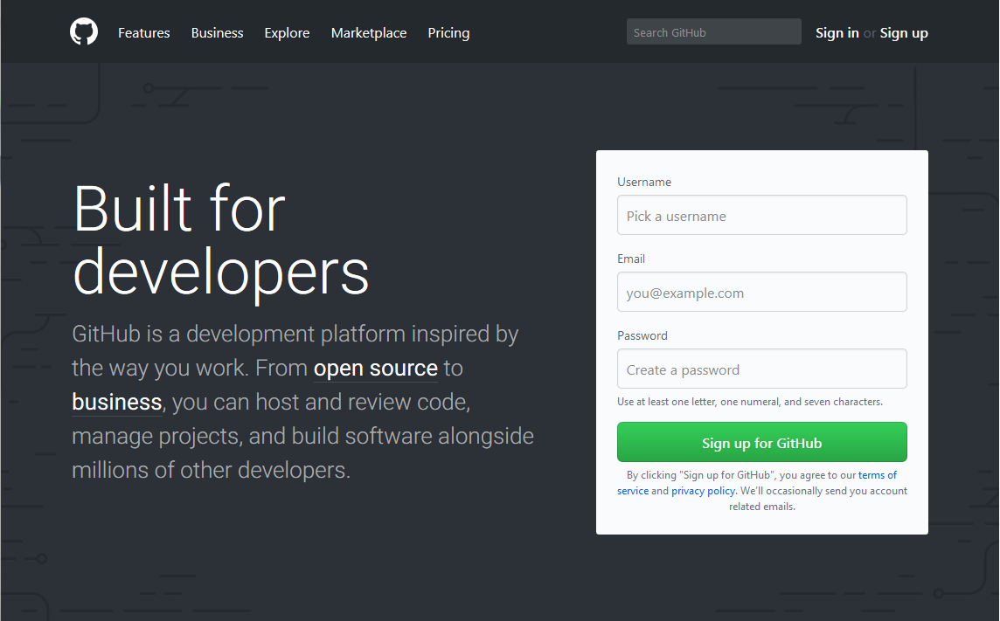 Features Business Explore Marketplace Pricing Search GitHub Sign in or Sign up
Built for
developers
GitHub is a development platform inspired by
the way you work. From open source to
business, you can host and review code,
manage projects, and build software alongside
millions of other developers.
Username
Pick a username
Email
you@example.com
Password
Create a password
Use at least one letter, one numeral, and seven characters.
Sign up for GitHub
By clicking "Sign up for GitHub", you agree to our terms of
service and privacy policy. We'll occasionally send you account
related emails.